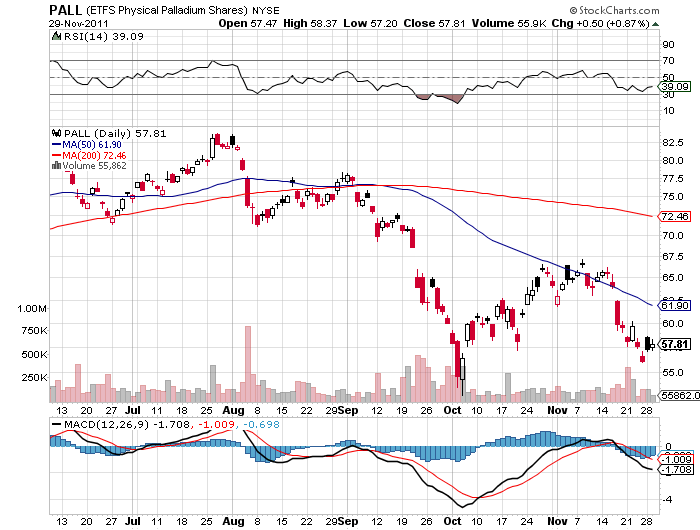 PALL (ETFS Physical Palladium Shares) NYSE © StockCharts.com
29-Nov-2011 Open 57.47 High 58.37 Low 57.20 Close 57.81 Volume 55.9K Chg +0.50 (+0.87%)
RSI(14) 39.09
90
70
50
39.09
30
10
PALL (Daily) 57.81
MA(50) 61.90
MA(200) 72.46
Volume 55,862
82.5
80.0
77.5
75.0
72.46
70.0
67.5
65.0
61.90
60.0
57.81
55.0
55862.0
1.00M
750K
500K
250K
13 20 27 Jul 11 18 25 Aug 8 15 22 29 Sep 12 19 26 Oct 10 17 24 Nov 7 14 21 28
MACD(12,26,9) -1.708, -1.009, -0.698
0
-1.009
-1.708
-4
13 20 27 Jul 11 18 25 Aug 8 15 22 29 Sep 12 19 26 Oct 10 17 24 Nov 7 14 21 28